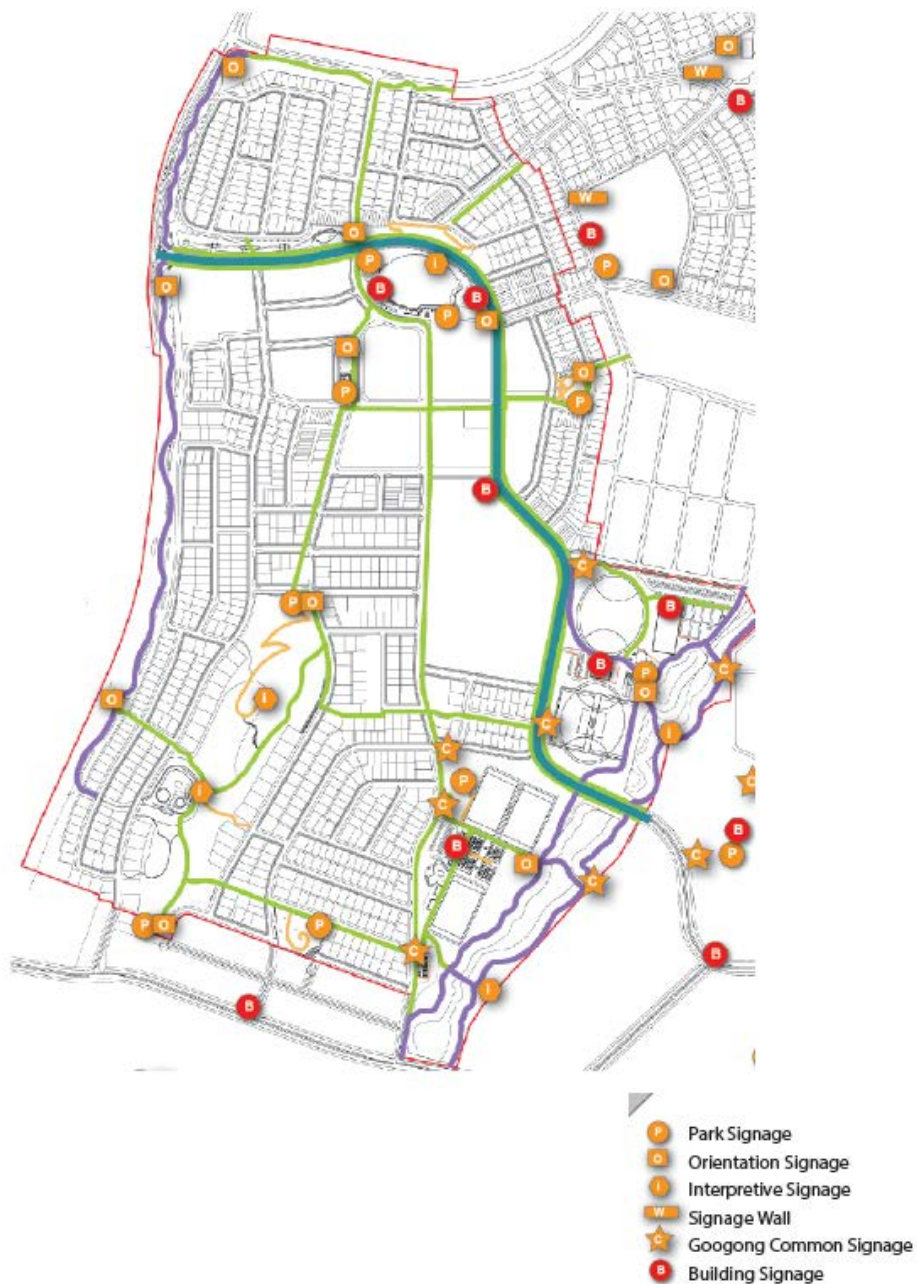 O
O
W
B
W
O
B
P
i
P
O
O
B
B
P
O
O
O
P
P
B
C
P
O
B
B
P
C
O
O
i
C
i
C
P
C
i
C
B
B
C
P
O
C
P
O
P
C
B
i
B
P Park Signage
O Orientation Signage
i Interpretive Signage
W Signage Wall
C Googong Common Signage
B Building Signage